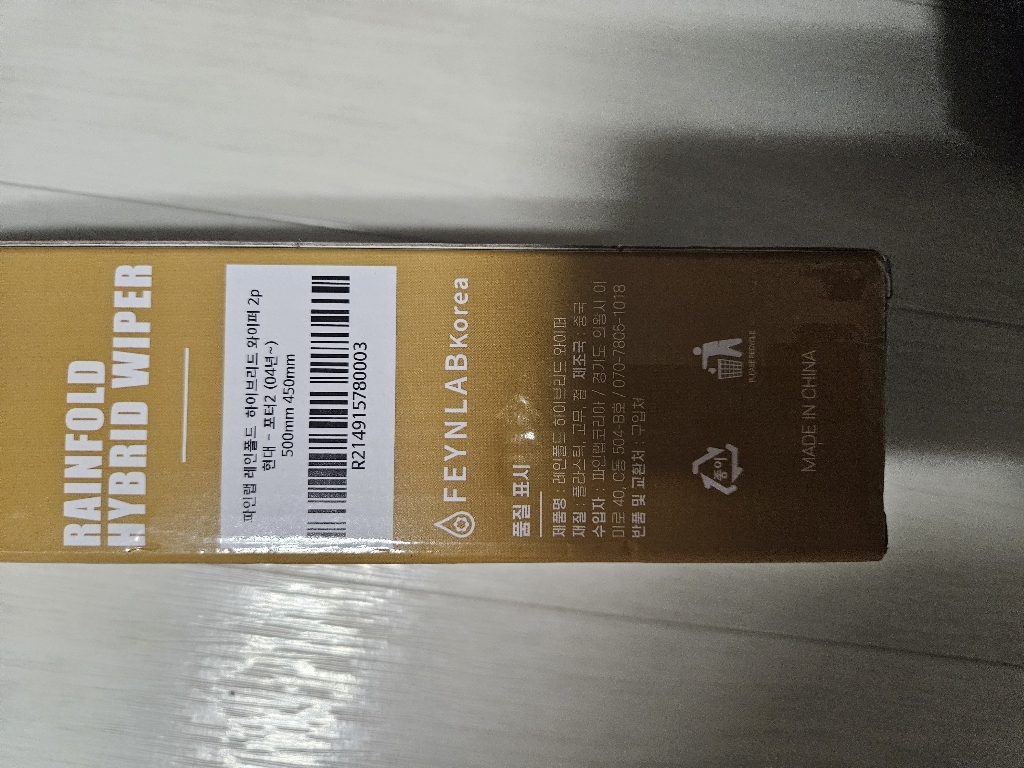 RAINFOLD
HYBRID WIPER
파인랩 레인폴드 하이브리드 와이퍼 2p
현대 - 포터2 (04년~)
500mm 450mm
R214915780003
FEYNLAB Korea
품질 표시
제품명 : 레인폴드 하이브리드 와이퍼
재질 : 플라스틱, 고무, 철 제조국 : 중국
수입자 : 파인랩코리아 / 경기도 의왕시 이
미로 40, C동 504-B호 / 070-7805-1018
반품 및 교환처 : 구입처
종이
MADE IN CHINA